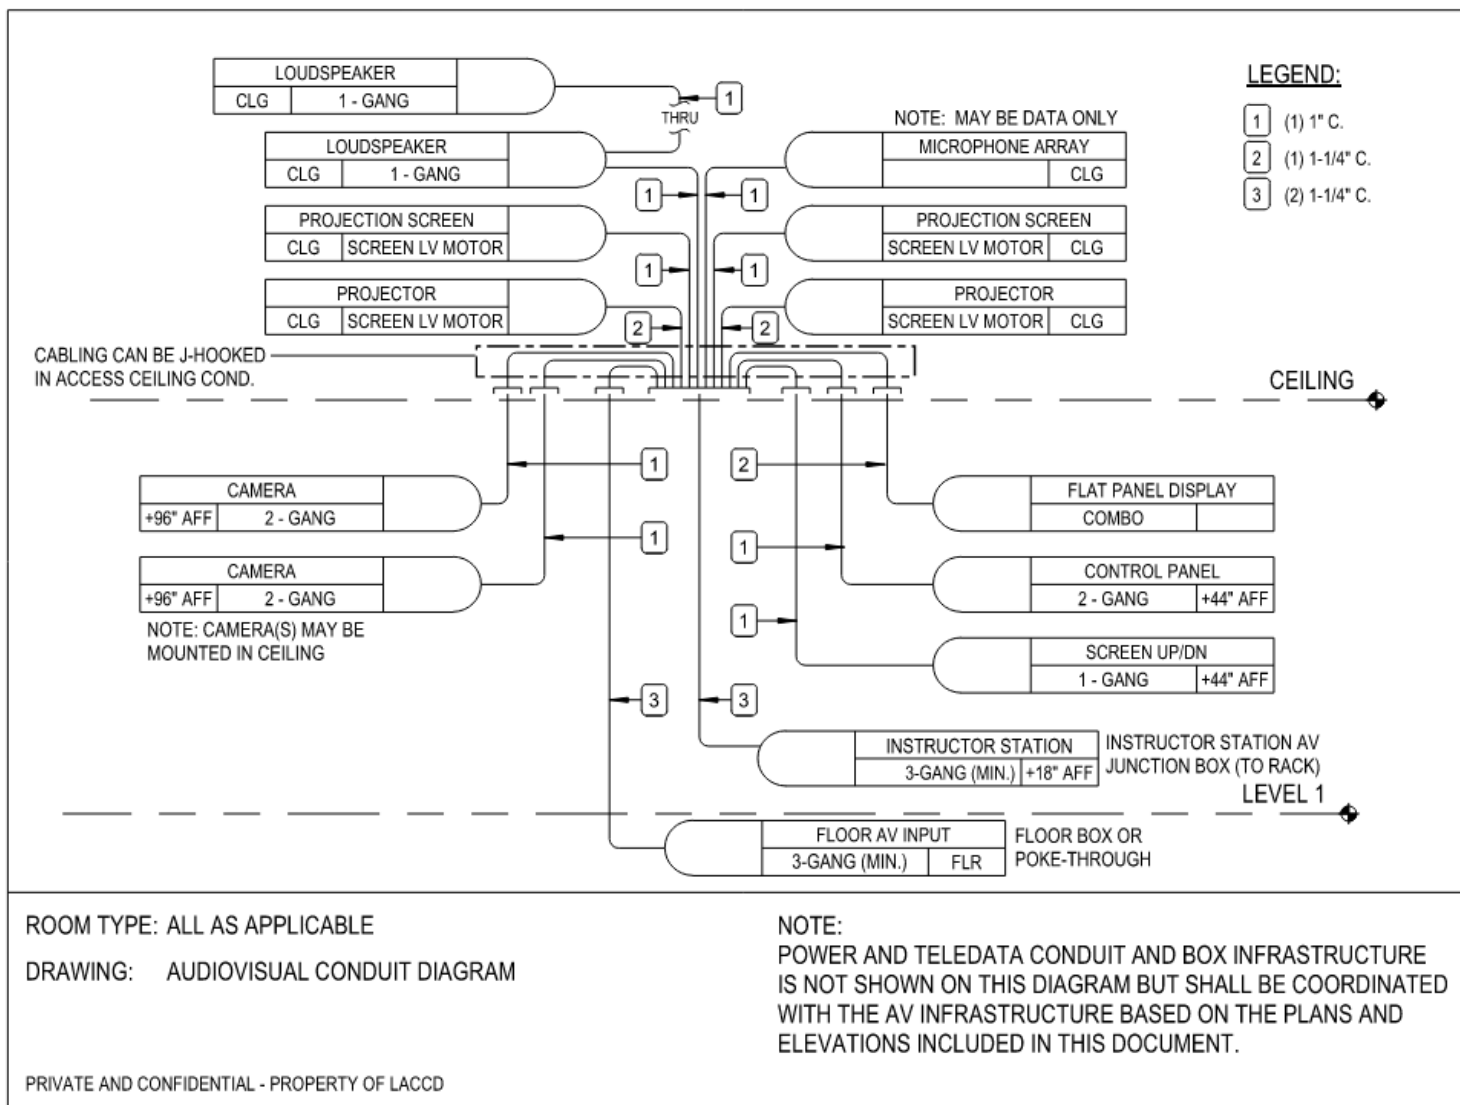 LOUDSPEAKER
CLG 1 - GANG
1
THRU
LEGEND:
1 (1) 1" C.
2 (1) 1-1/4" C.
3 (2) 1-1/4" C.
LOUDSPEAKER
CLG 1 - GANG
NOTE: MAY BE DATA ONLY
MICROPHONE ARRAY
CLG
1 1
PROJECTION SCREEN
CLG SCREEN LV MOTOR
PROJECTION SCREEN
SCREEN LV MOTOR CLG
1 1
PROJECTOR
CLG SCREEN LV MOTOR
PROJECTOR
SCREEN LV MOTOR CLG
2 2
CABLING CAN BE J-HOOKED
IN ACCESS CEILING COND.
CEILING
1 2
CAMERA
+96" AFF 2 - GANG
FLAT PANEL DISPLAY
COMBO
1 1
CAMERA
+96" AFF 2 - GANG
CONTROL PANEL
2 - GANG +44" AFF
NOTE: CAMERA(S) MAY BE
MOUNTED IN CEILING
1
SCREEN UP/DN
1 - GANG +44" AFF
3 3
INSTRUCTOR STATION
3-GANG (MIN.) +18" AFF
INSTRUCTOR STATION AV
JUNCTION BOX (TO RACK)
LEVEL 1
FLOOR AV INPUT
3-GANG (MIN.) FLR
FLOOR BOX OR
POKE-THROUGH
ROOM TYPE: ALL AS APPLICABLE
DRAWING: AUDIOVISUAL CONDUIT DIAGRAM
NOTE:
POWER AND TELEDATA CONDUIT AND BOX INFRASTRUCTURE
IS NOT SHOWN ON THIS DIAGRAM BUT SHALL BE COORDINATED
WITH THE AV INFRASTRUCTURE BASED ON THE PLANS AND
ELEVATIONS INCLUDED IN THIS DOCUMENT.
PRIVATE AND CONFIDENTIAL - PROPERTY OF LACCD